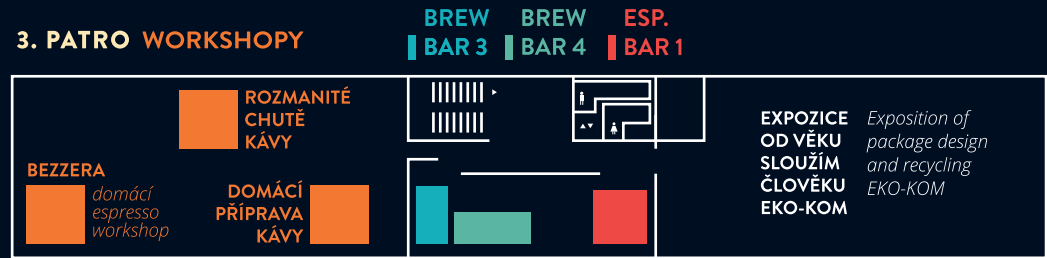 3. PATRO WORKSHOPY
BREW
BAR 3
BREW
BAR 4
ESP.
BAR 1
ROZMANITÉ
CHUTĚ
KÁVY
BEZZERA
domácí
espresso
workshop
DOMÁCÍ
PŘÍPRAVA
KÁVY
EXPOZICE
OD VĚKU
SLOUŽÍM
ČLOVĚKU
EKO-KOM
Exposition of
package design
and recycling
EKO-KOM